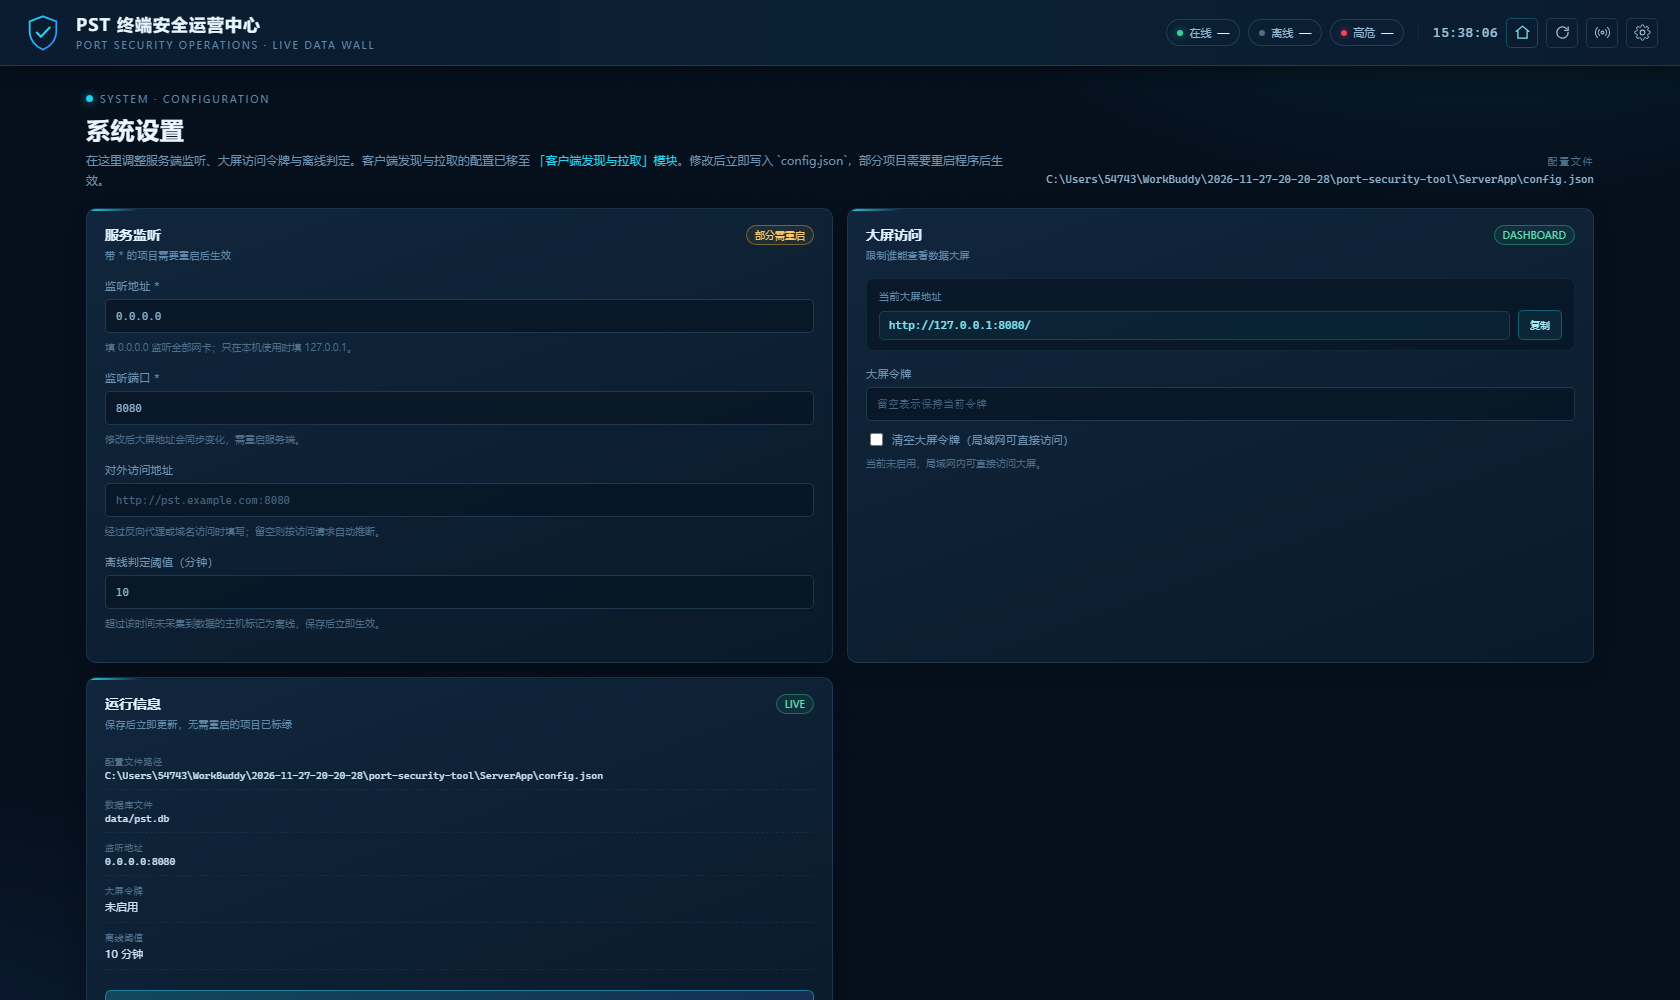 PST 终端安全运营中心
PORT SECURITY OPERATIONS · LIVE DATA WALL
在线 —
离线 —
高危 —
15:38:06
SYSTEM · CONFIGURATION
系统设置
在这里调整服务端监听、大屏访问令牌与离线判定。客户端发现与拉取的配置已移至 「客户端发现与拉取」模块。修改后立即写入 `config.json`，部分项目需要重启程序后生
效。
配置文件
C:\Users\54743\WorkBuddy\2026-11-27-20-20-28\port-security-tool\ServerApp\config.json
服务监听
部分需重启
带 * 的项目需要重启后生效
监听地址 *
0.0.0.0
填 0.0.0.0 监听全部网卡；只在本机使用时填 127.0.0.1。
监听端口 *
8080
修改后大屏地址会同步变化，需重启服务端。
对外访问地址
http://pst.example.com:8080
经过反向代理或域名访问时填写；留空则按访问请求自动推断。
离线判定阈值（分钟）
10
超过该时间未采集到数据的主机标记为离线，保存后立即生效。
大屏访问
DASHBOARD
限制谁能查看数据大屏
当前大屏地址
http://127.0.0.1:8080/
复制
大屏令牌
留空表示保持当前令牌
清空大屏令牌（局域网可直接访问）
当前未启用，局域网内可直接访问大屏。
运行信息
LIVE
保存后立即更新，无需重启的项目已标绿
配置文件路径
C:\Users\54743\WorkBuddy\2026-11-27-20-20-28\port-security-tool\ServerApp\config.json
数据库文件
data/pst.db
监听地址
0.0.0.0:8080
大屏令牌
未启用
离线阈值
10 分钟